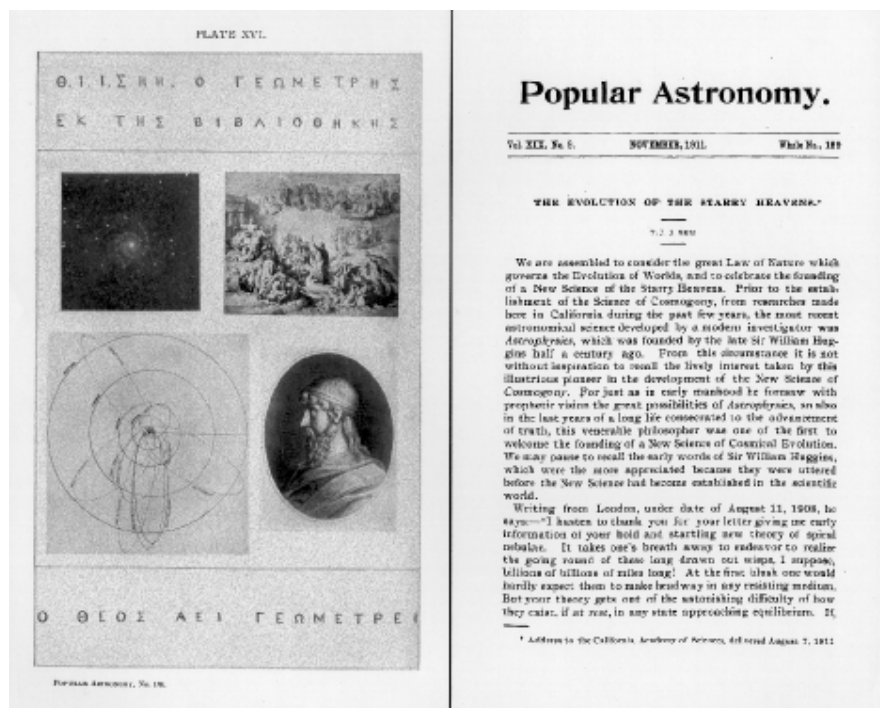 PLATE XVI.
Θ. Ι. Ι. Σ Η Η. Ο ΓΕΩΜΕΤΡΗΣ
ΕΚ ΤΗΣ ΒΙΒΛΙΟΘΗΚΗΣ
Ο ΘΕΟΣ ΑΕΙ ΓΕΩΜΕΤΡΕΙ
POPULAR ASTRONOMY, No. 189.
Popular Astronomy.
Vol. XIX, No. 9. NOVEMBER, 1911. Whole No., 189
THE EVOLUTION OF THE STARRY HEAVENS.*
T. J. J. SEE
We are assembled to consider the great Law of Nature which
governs the Evolution of Worlds, and to celebrate the founding
of a New Science of the Starry Heavens. Prior to the estab-
lishment of the Science of Cosmogony, from researches made
here in California during the past few years, the most recent
astronomical science developed by a modern investigator was
Astrophysics, which was founded by the late Sir William Hug-
gins half a century ago. From this circumstance it is not
without inspiration to recall the lively interest taken by this
illustrious pioneer in the development of the New Science of
Cosmogony. For just as in early manhood he foresaw with
prophetic vision the great possibilities of Astrophysics, so also
in the last years of a long life consecrated to the advancement
of truth, this venerable philosopher was one of the first to
welcome the founding of a New Science of Cosmical Evolution.
We may pause to recall the early words of Sir William Huggins,
which were the more appreciated because they were uttered
before the New Science had become established in the scientific
world.
Writing from London, under date of August 11, 1908, he
says:—"I hasten to thank you for your letter giving me early
information of your bold and startling new theory of spiral
nebulae. It takes one's breath away to endeavor to realize
the going round of these long drawn out wisps, I suppose,
billions of billions of miles long! At the first blush one would
hardly expect them to make headway in any resisting medium.
But your theory gets out of the astonishing difficulty of how
they exist, if at rest, in any state approaching equilibrium. If,
* Address to the California Academy of Sciences, delivered August 7, 1911